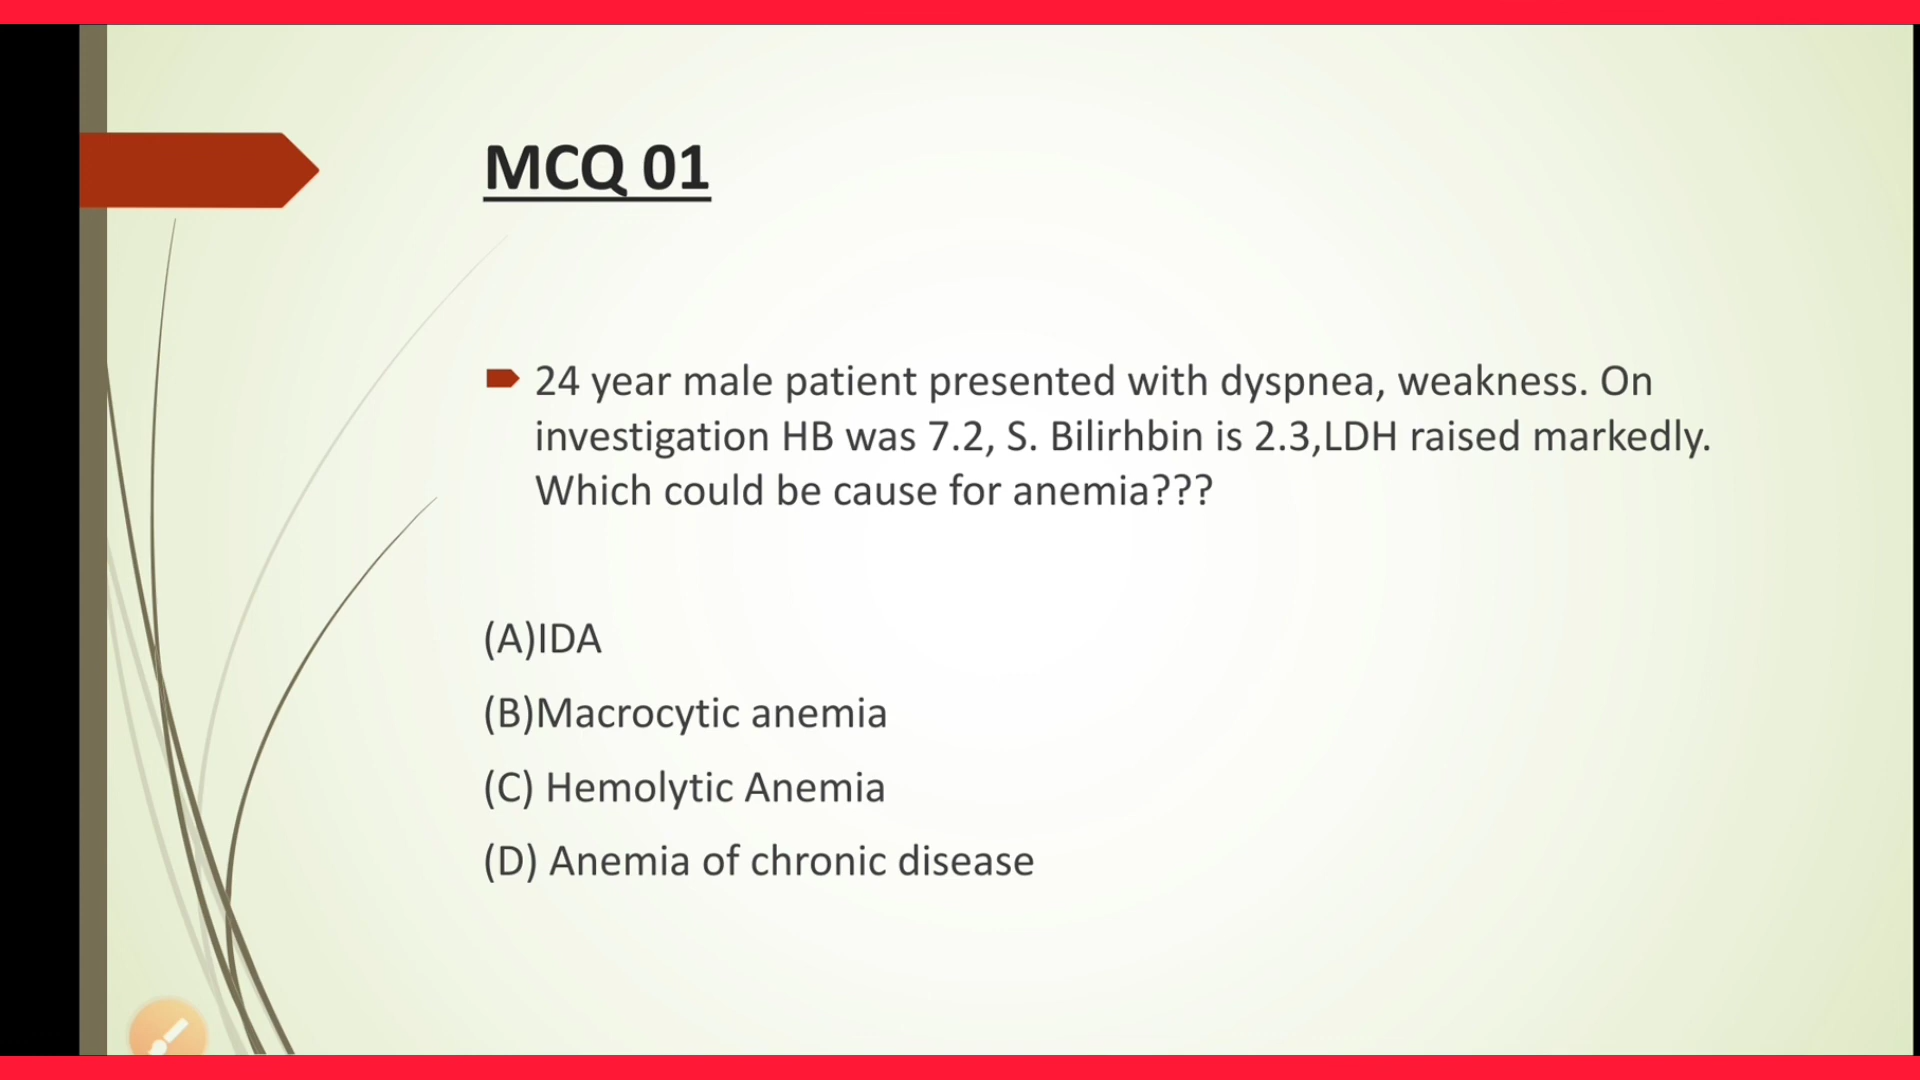 MCQ 01
24 year male patient presented with dyspnea, weakness. On
investigation HB was 7.2, S. Bilirhbin is 2.3,LDH raised markedly.
Which could be cause for anemia???
(A)IDA
(B)Macrocytic anemia
(C) Hemolytic Anemia
(D) Anemia of chronic disease